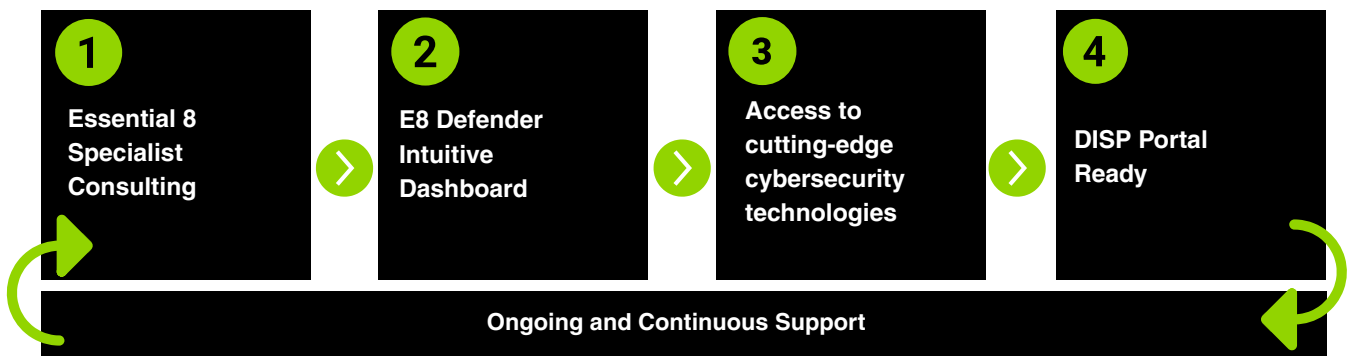 1
Essential 8
Specialist
Consulting
2
E8 Defender
Intuitive
Dashboard
3
Access to
cutting-edge
cybersecurity
technologies
4
DISP Portal
Ready
Ongoing and Continuous Support